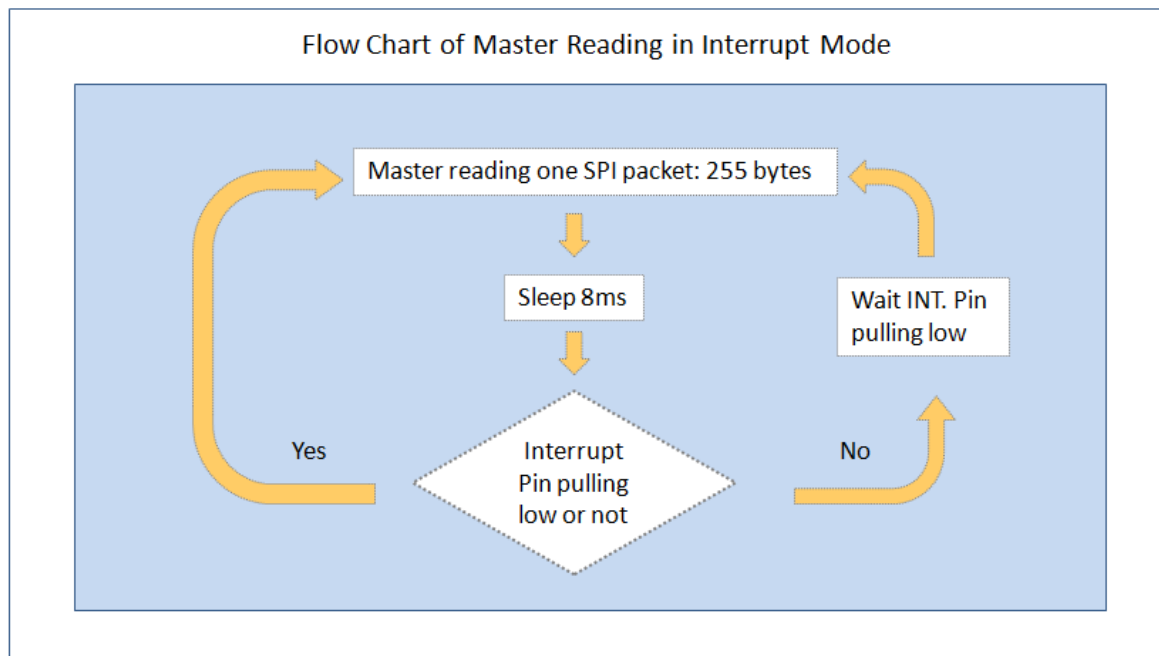 Flow Chart of Master Reading in Interrupt Mode
Master reading one SPI packet: 255 bytes
Sleep 8ms
Wait INT. Pin
pulling low
Yes
Interrupt
Pin pulling
low or not
No